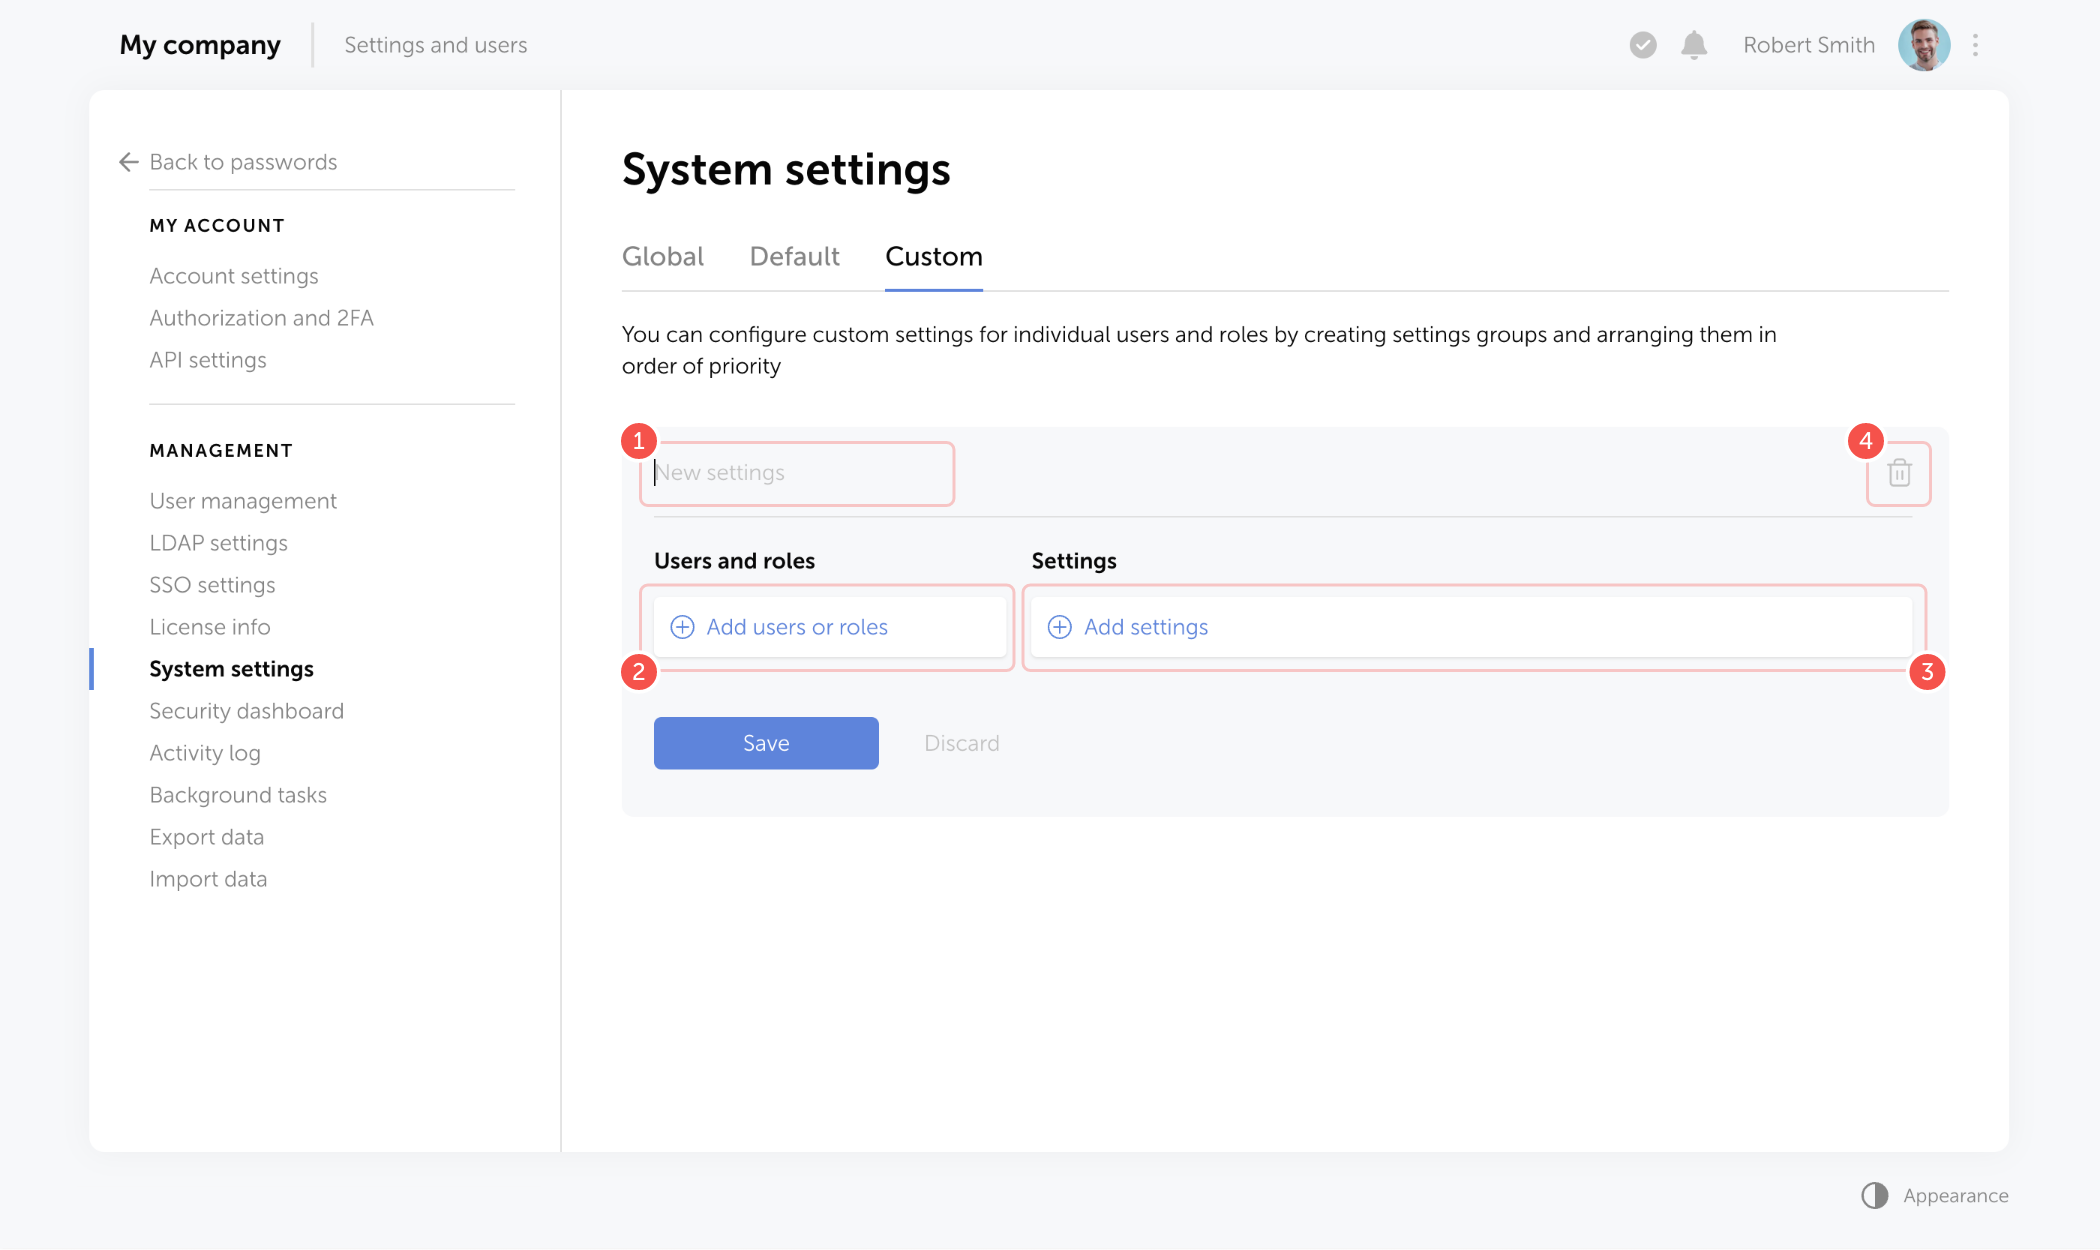 My company
Settings and users
Robert Smith
Back to passwords
MY ACCOUNT
Account settings
Authorization and 2FA
API settings
MANAGEMENT
User management
LDAP settings
SSO settings
License info
System settings
Security dashboard
Activity log
Background tasks
Export data
Import data
System settings
Global Default Custom
You can configure custom settings for individual users and roles by creating settings groups and arranging them in
order of priority
1
4
New settings
Users and roles
Settings
Add users or roles
Add settings
2
3
Save
Discard
Appearance